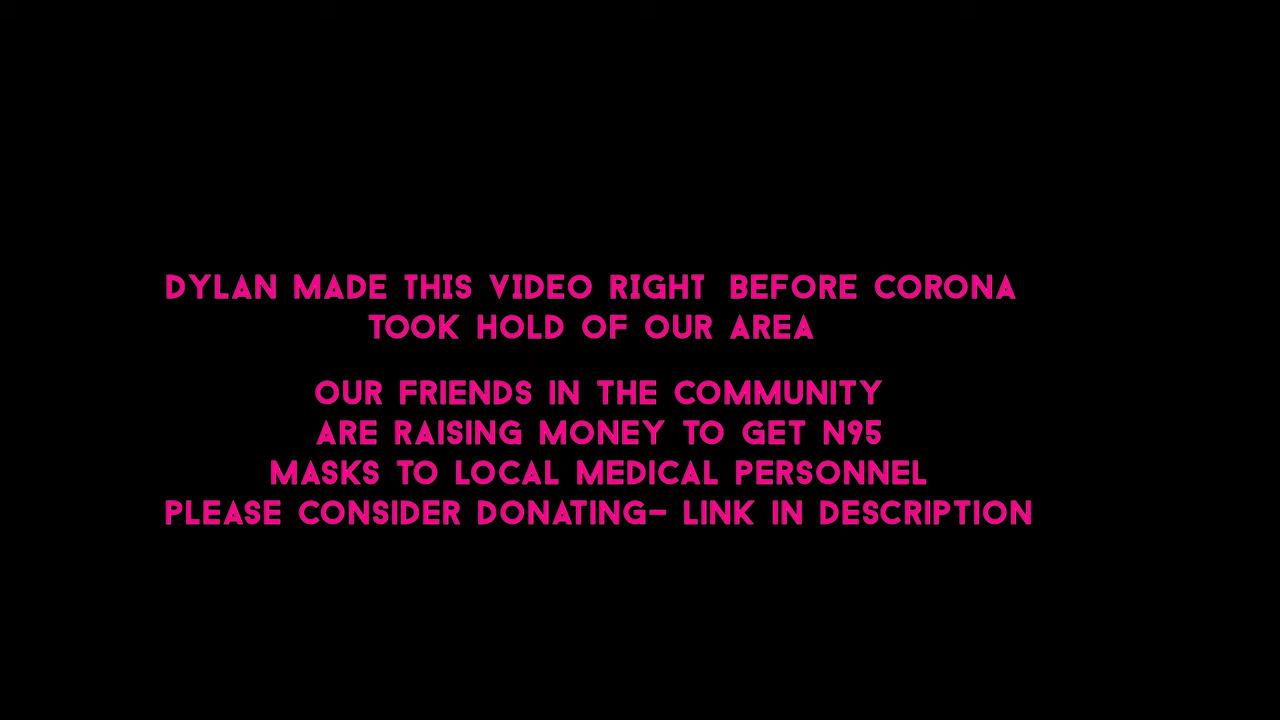 DYLAN MADE THIS VIDEO RIGHT BEFORE CORONA
TOOK HOLD OF OUR AREA
OUR FRIENDS IN THE COMMUNITY
ARE RAISING MONEY TO GET N95
MASKS TO LOCAL MEDICAL PERSONNEL
PLEASE CONSIDER DONATING- LINK IN DESCRIPTION